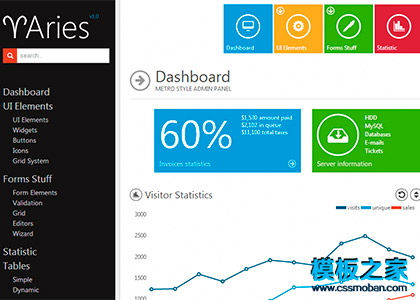 Aries v1.0
search...
Dashboard
UI Elements
UI Elements
Widgets
Buttons
Icons
Grid System
Forms Stuff
Form Elements
Validation
Grid
Editors
Wizard
Statistic
Tables
Simple
Dynamic
Dashboard
UI Elements
Forms Stuff
Statistic
Dashboard
METRO STYLE ADMIN PANEL
60%
$1,530 amount paid
$2,102 in queue
$11,100 total taxes
Invoices statistics
HDD
MySQL
Databases
E-mails
Tickets
Server information
Visitor Statistics
visits unique sales
3000
2500
2000
1500
1000
模板之家
www.cssmoban.com